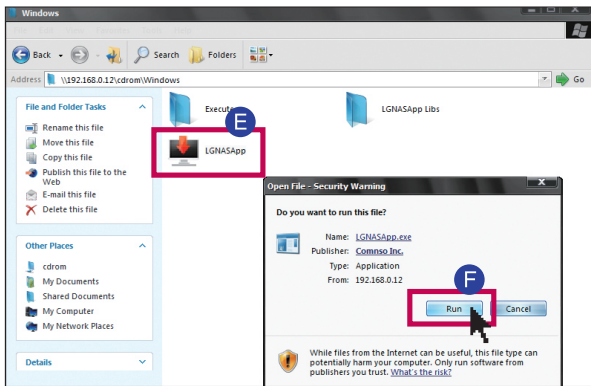 Windows
Back
Search
Folders
Address
\\192.168.0.12\cdrom\Windows
Go
File and Folder Tasks
Rename this file
Move this file
Copy this file
Publish this file to the
Web
E-mail this file
Delete this file
Other Places
cdrom
My Documents
Shared Documents
My Computer
My Network Places
Details
Execute
LGNASApp Libs
E
LGNASApp
Open File - Security Warning
Do you want to run this file?
Name: LGNASApp.exe
Publisher: Comnso Inc.
Type: Application
From: 192.168.0.12
F
Run
Cancel
While files from the Internet can be useful, this file type can
potentially harm your computer. Only run software from
publishers you trust. What's the risk?